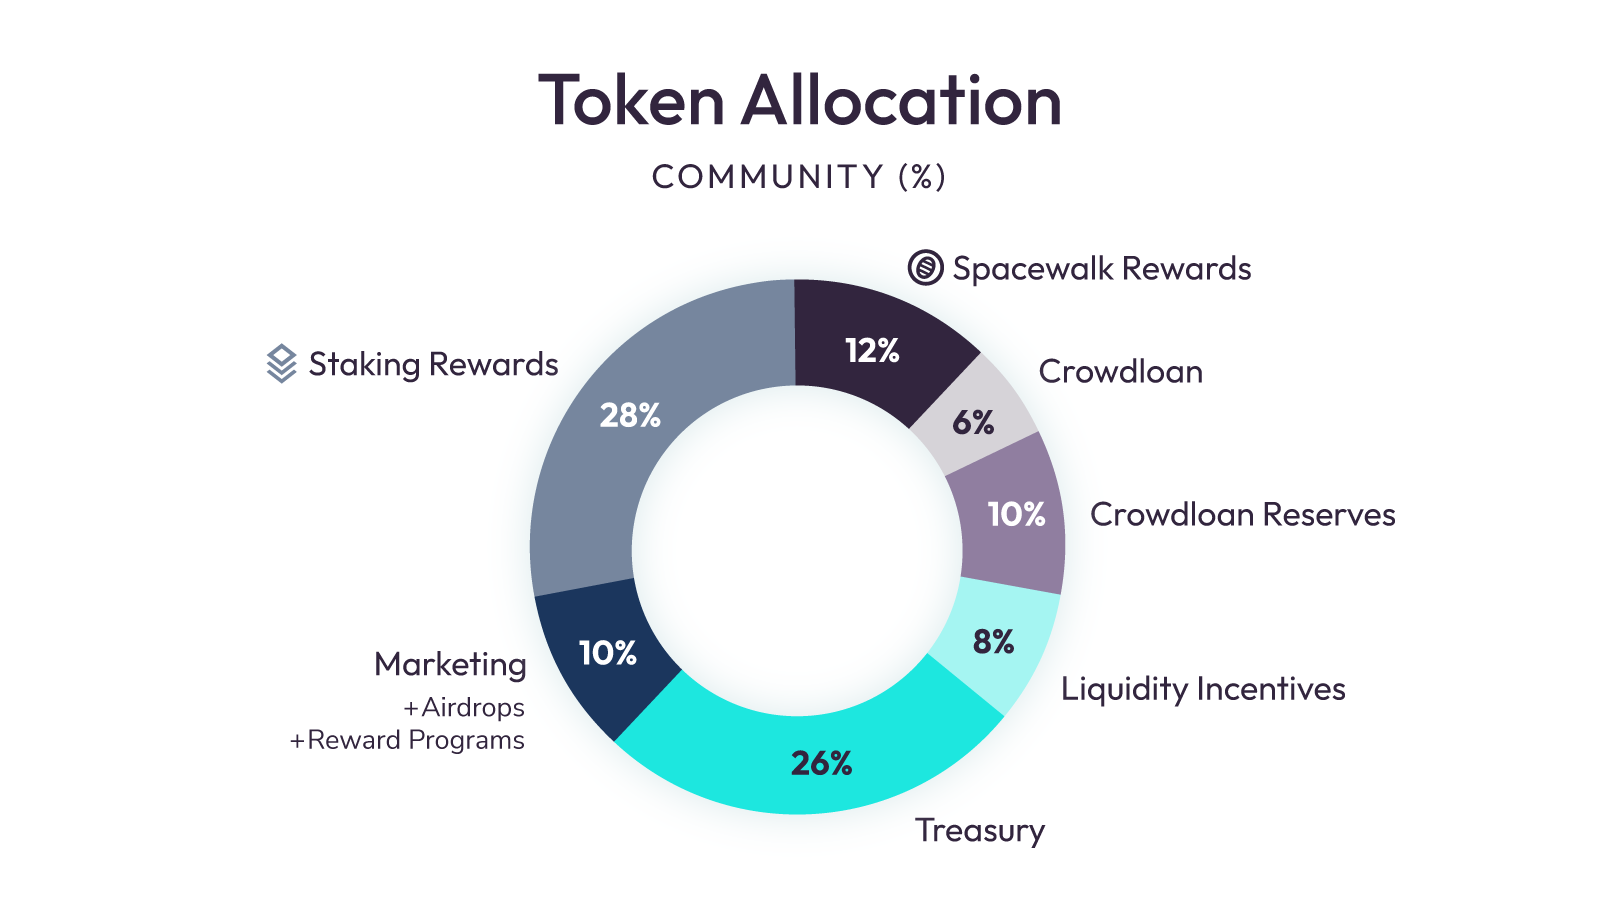 Token Allocation
COMMUNITY (%)
Spacewalk Rewards
12%
Crowdloan
6%
Crowdloan Reserves
10%
8%
Liquidity Incentives
26%
Treasury
10%
Marketing
+Airdrops
+Reward Programs
Staking Rewards
28%